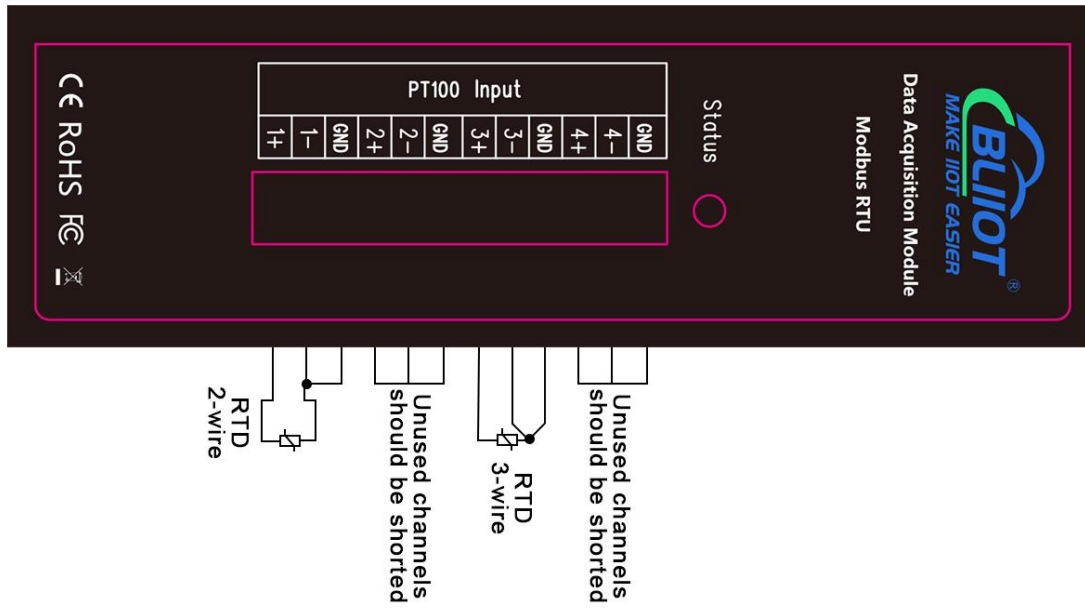 CE RoHS FC
PT100 Input
1+ 1- GND 2+ 2- GND 3+ 3- GND 4+ 4- GND
Status
Modbus RTU
Data Acquisition Module
BLIIOT®
MAKE IIOT EASIER
RTD
2-wire
Unused channels
should be shorted
RTD
3-wire
Unused channels
should be shorted